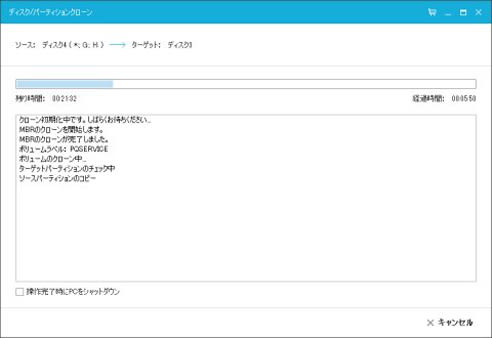 ディスク/パーティションクローン
ソース: ディスク4 ( *: G: H: ) ターゲット: ディスク3
残り時間: 00:21:32 経過時間: 00:05:50
クローン初期化中です。しばらくお待ちください...
MBRのクローンを開始します。
MBRのクローンが完了しました。
ボリュームラベル: PQSERVICE
ボリュームのクローン中...
ターゲットパーティションのチェック中
ソースパーティションのコピー
操作完了時にPCをシャットダウン
キャンセル